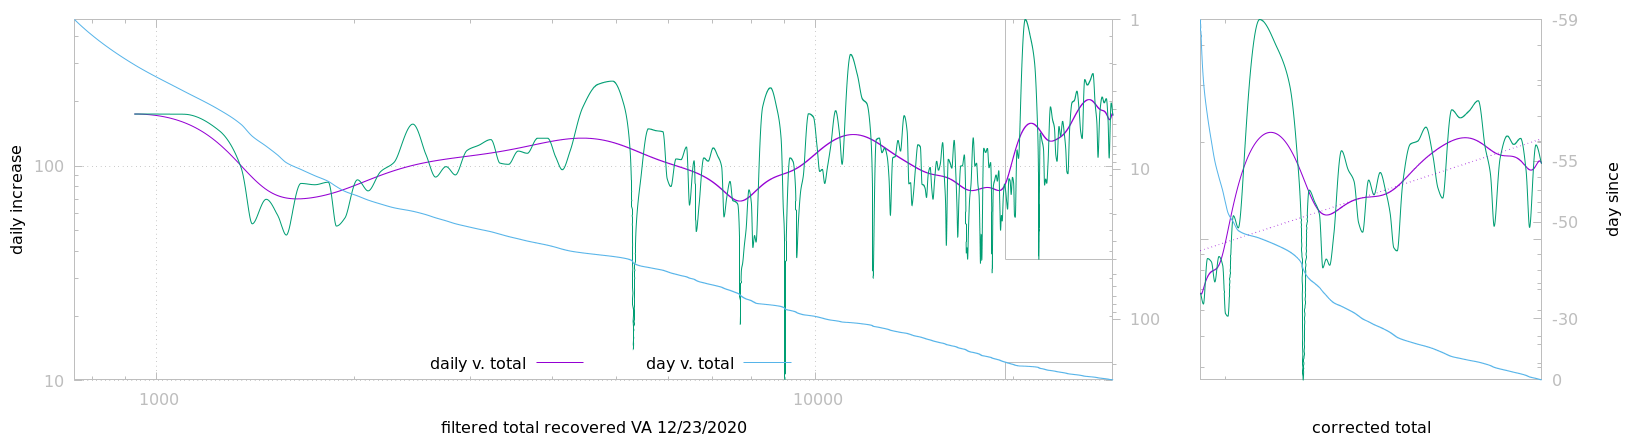 1
-59
daily increase
100
10
-55
-50
day since
100
-30
daily v. total
day v. total
10
0
1000
10000
filtered total recovered VA 12/23/2020
corrected total